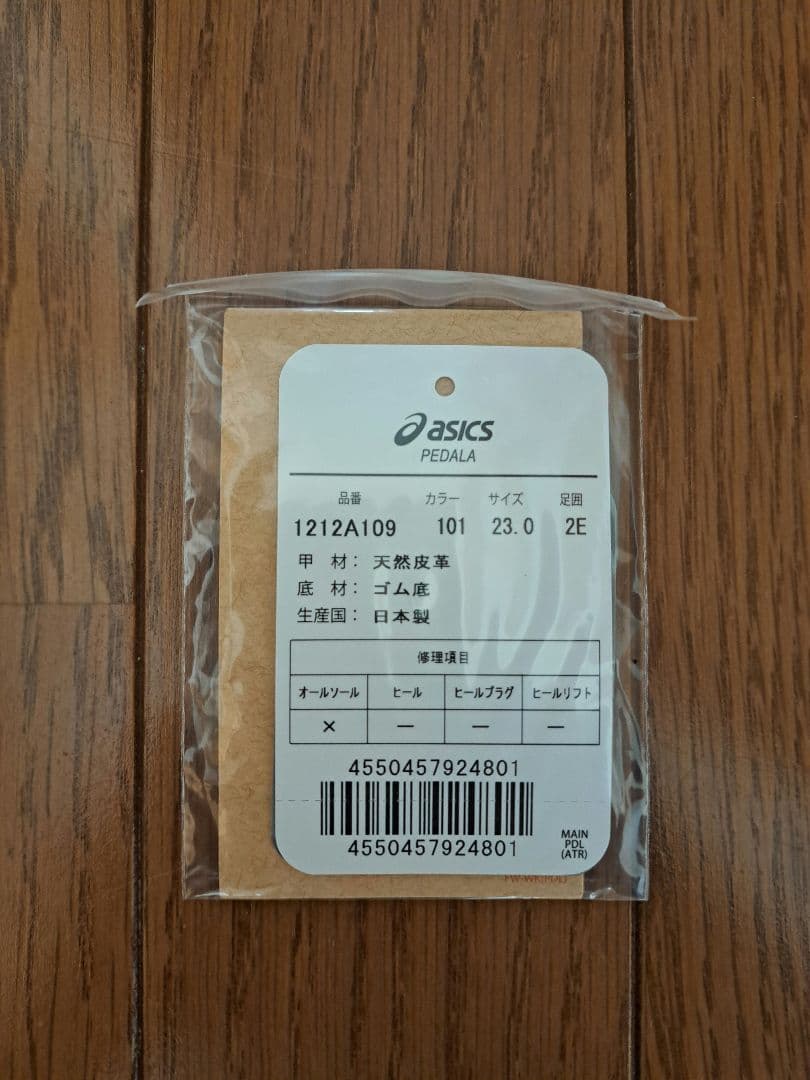 asics
PEDALA
品番 カラー サイズ 足囲
1212A109 101 23.0 2E
甲 材： 天然皮革
底 材： ゴム底
生産国： 日本製
修理項目
オールソール ヒール ヒールプラグ ヒールリフト
× — — —
4550457924801
4550457924801
MAIN
PDL
(ATR)